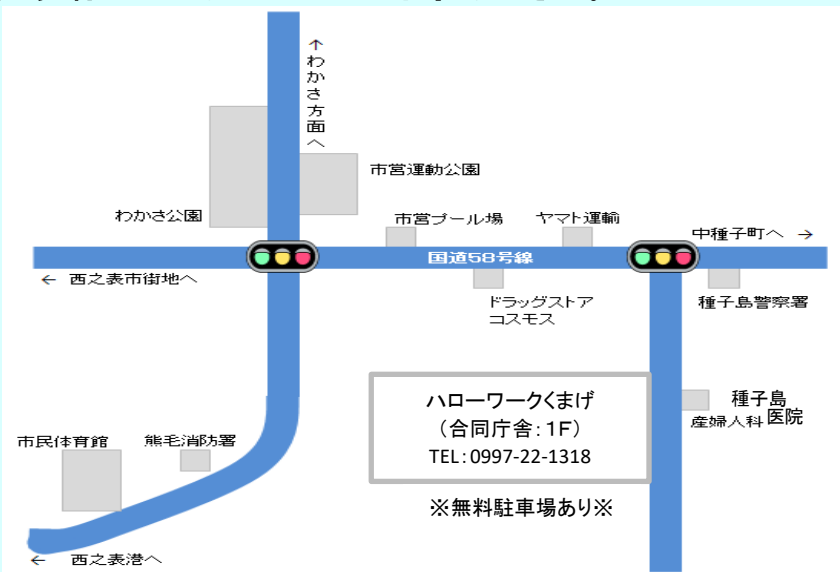 ↑わかさ方面へ
市営運動公園
わかさ公園
市営プール場
ヤマト運輸
中種子町へ →
国道58号線
← 西之表市街地へ
ドラッグストア
コスモス
種子島警察署
ハローワークくまげ
(合同庁舎:1F)
TEL:0997-22-1318
種子島
産婦人科医院
市民体育館
熊毛消防署
※無料駐車場あり※
← 西之表港へ